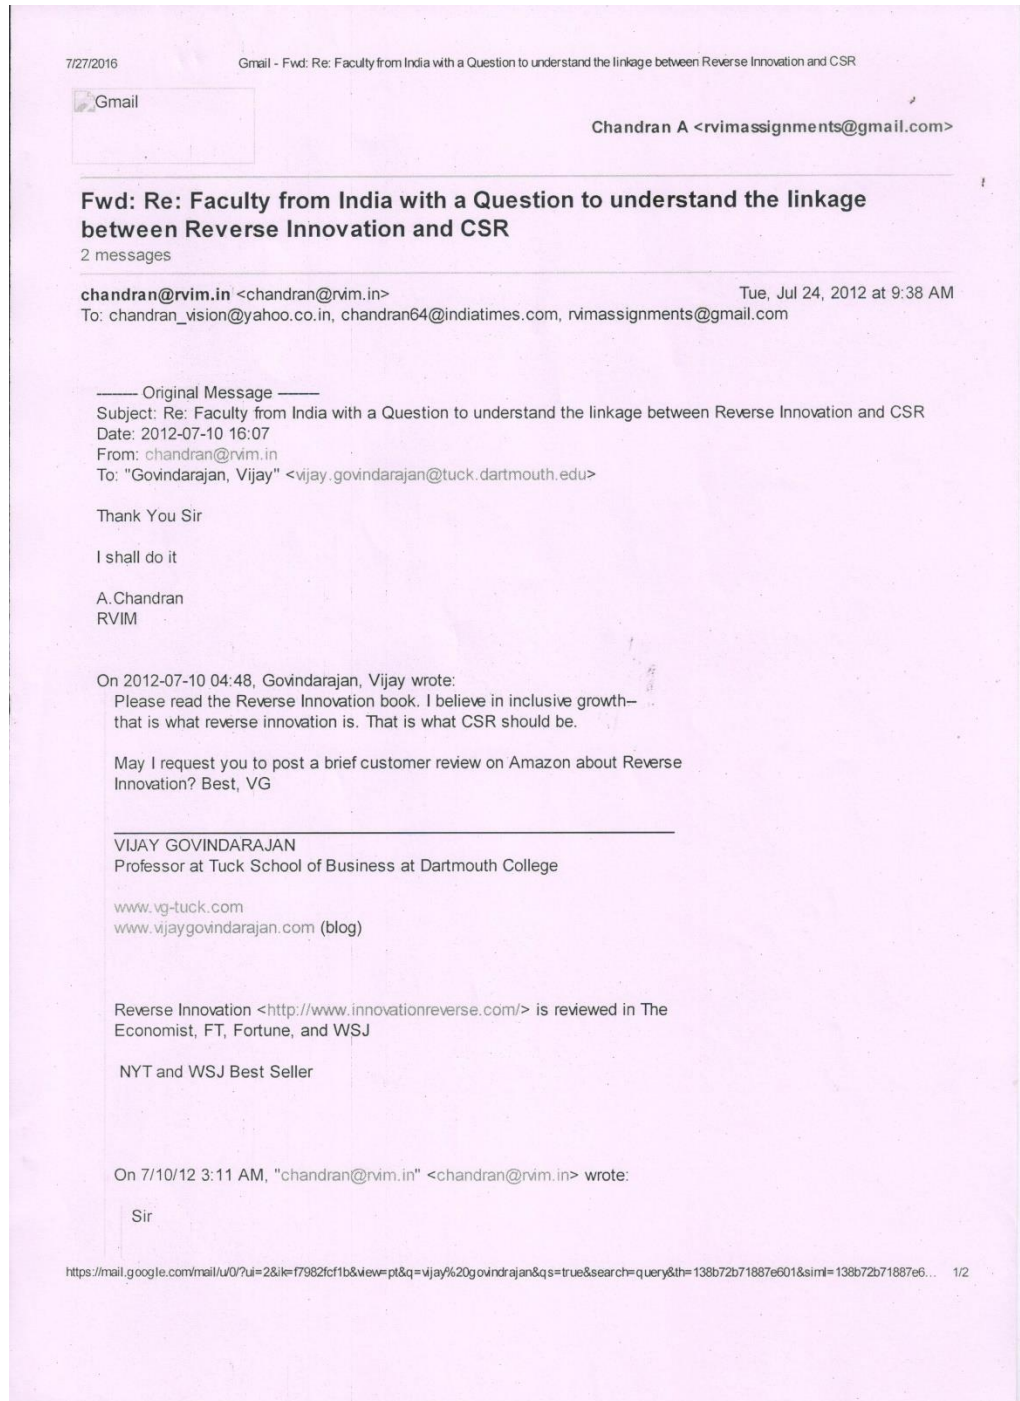 7/27/2016 Gmail - Fwd: Re: Faculty from India with a Question to understand the linkage between Reverse Innovation and CSR
Gmail
Chandran A <rvimassignments@gmail.com>
Fwd: Re: Faculty from India with a Question to understand the linkage
between Reverse Innovation and CSR
2 messages
chandran@rvim.in <chandran@rvim.in> Tue, Jul 24, 2012 at 9:38 AM
To: chandran_vision@yahoo.co.in, chandran64@indiatimes.com, rvimassignments@gmail.com
-------- Original Message --------
Subject: Re: Faculty from India with a Question to understand the linkage between Reverse Innovation and CSR
Date: 2012-07-10 16:07
From: chandran@rvim.in
To: "Govindarajan, Vijay" <vijay.govindarajan@tuck.dartmouth.edu>
Thank You Sir
I shall do it
A.Chandran
RVIM
On 2012-07-10 04:48, Govindarajan, Vijay wrote:
Please read the Reverse Innovation book. I believe in inclusive growth--
that is what reverse innovation is. That is what CSR should be.
May I request you to post a brief customer review on Amazon about Reverse
Innovation? Best, VG
VIJAY GOVINDARAJAN
Professor at Tuck School of Business at Dartmouth College
www.vg-tuck.com
www.vijaygovindarajan.com (blog)
Reverse Innovation <http://www.innovationreverse.com/> is reviewed in The
Economist, FT, Fortune, and WSJ
NYT and WSJ Best Seller
On 7/10/12 3:11 AM, "chandran@rvim.in" <chandran@rvim.in> wrote:
Sir
https://mail.google.com/mail/u/0/?ui=2&ik=f7982fcf1b&view=pt&q=vijay%20govindrajan&qs=true&search=query&th=138b72b71887e601&siml=138b72b71887e6... 1/2